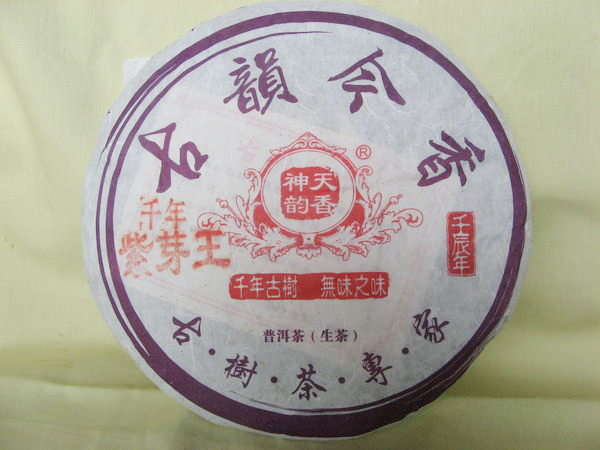 古韻今香
天香
神韵
®
千年
紫芽王
壬辰年
千年古樹 無味之味
普洱茶（生茶）
古·樹·茶·專·家